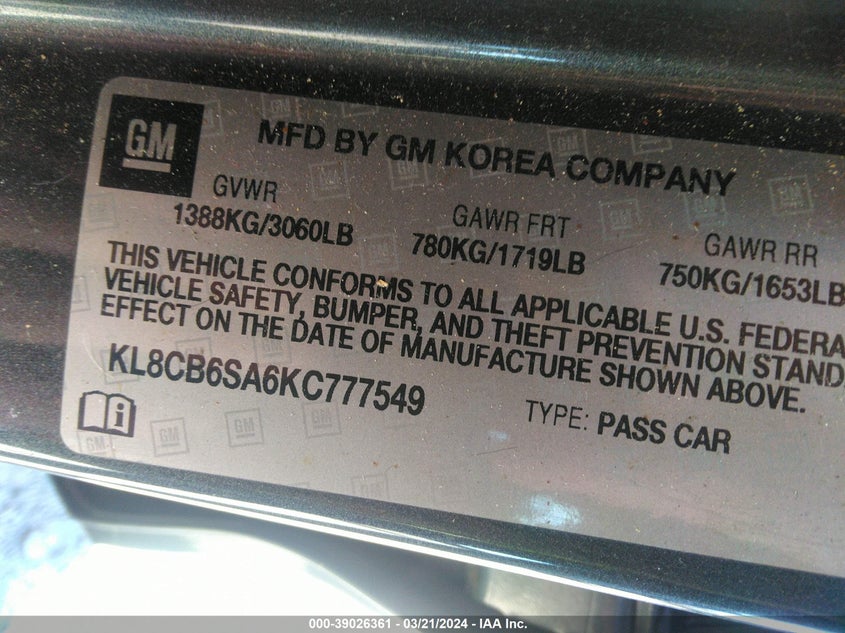 GM
MFD BY GM KOREA COMPANY
GVWR
1388KG/3060LB
GAWR FRT
780KG/1719LB
GAWR RR
750KG/1653LB
THIS VEHICLE CONFORMS TO ALL APPLICABLE U.S. FEDERA
VEHICLE SAFETY, BUMPER, AND THEFT PREVENTION STAND
EFFECT ON THE DATE OF MANUFACTURE SHOWN ABOVE.
KL8CB6SA6KC777549
TYPE: PASS CAR
000-39026361 - 03/21/2024 - IAA Inc.